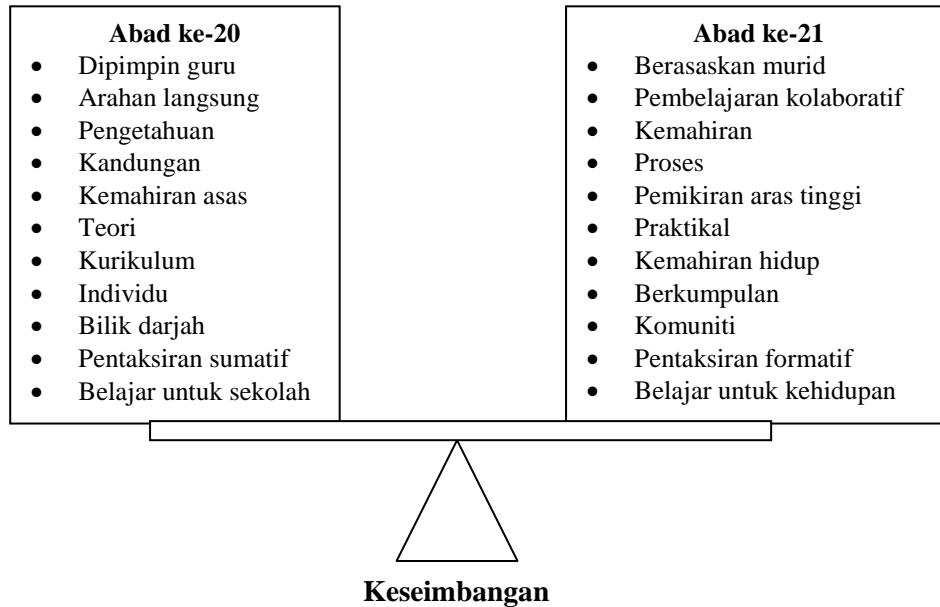 Abad ke-20
• Dipimpin guru
• Arahan langsung
• Pengetahuan
• Kandungan
• Kemahiran asas
• Teori
• Kurikulum
• Individu
• Bilik darjah
• Pentaksiran sumatif
• Belajar untuk sekolah
Abad ke-21
• Berasaskan murid
• Pembelajaran kolaboratif
• Kemahiran
• Proses
• Pemikiran aras tinggi
• Praktikal
• Kemahiran hidup
• Berkumpulan
• Komuniti
• Pentaksiran formatif
• Belajar untuk kehidupan
Keseimbangan